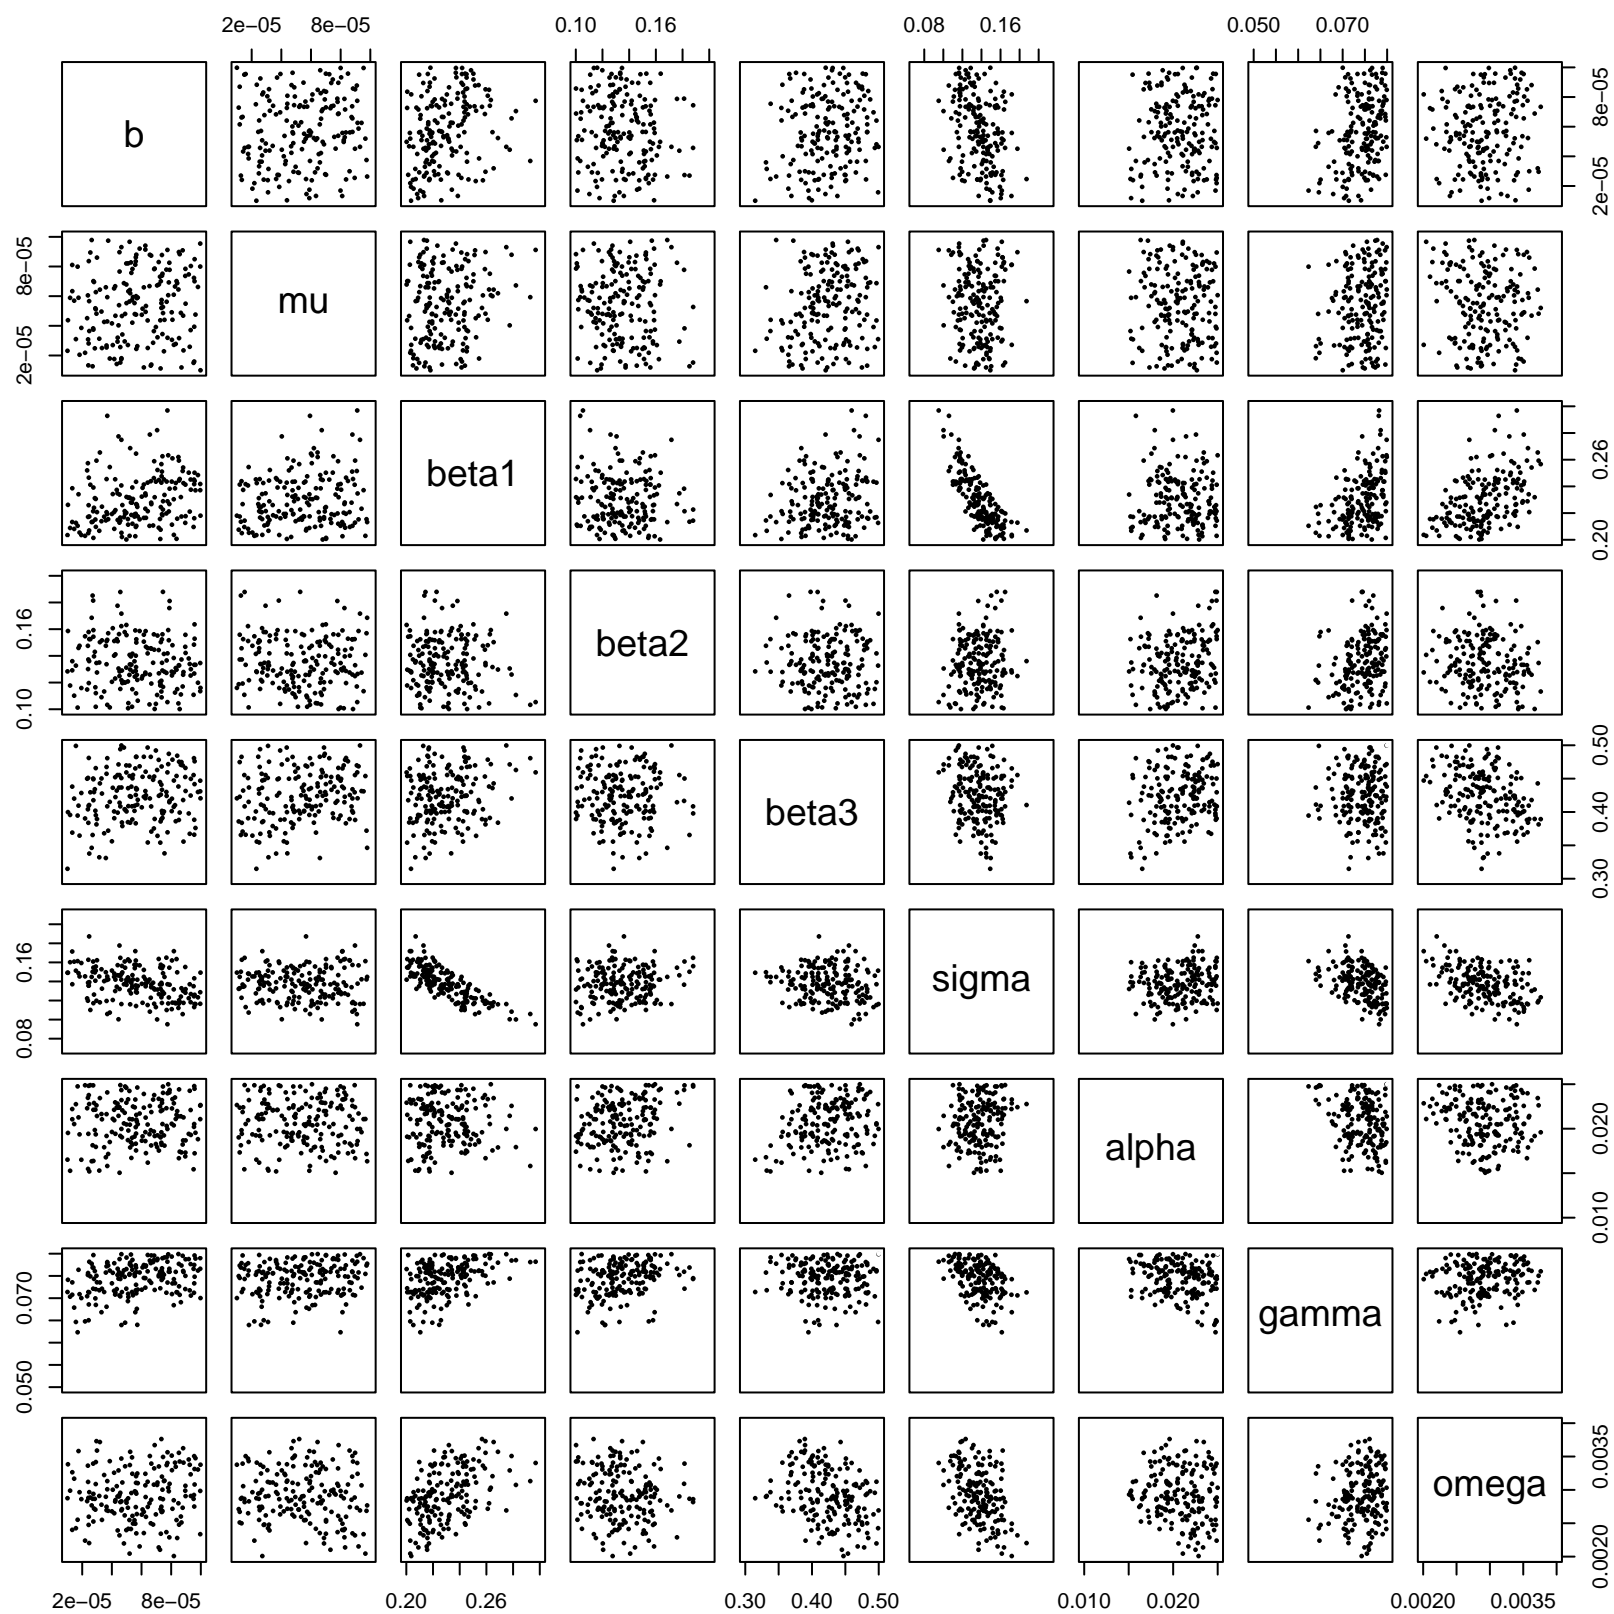 2e−05 8e−05 0.10 0.16 0.08 0.16 0.050 0.070
b
2e−05 8e−05
2e−05 8e−05
mu
beta1
0.20 0.26
0.10 0.16
beta2
beta3
0.30 0.40 0.50
0.08 0.16
sigma
alpha
0.010 0.020
0.050 0.070
gamma
omega
0.0020 0.0035
2e−05 8e−05 0.20 0.26 0.30 0.40 0.50 0.010 0.020 0.0020 0.0035